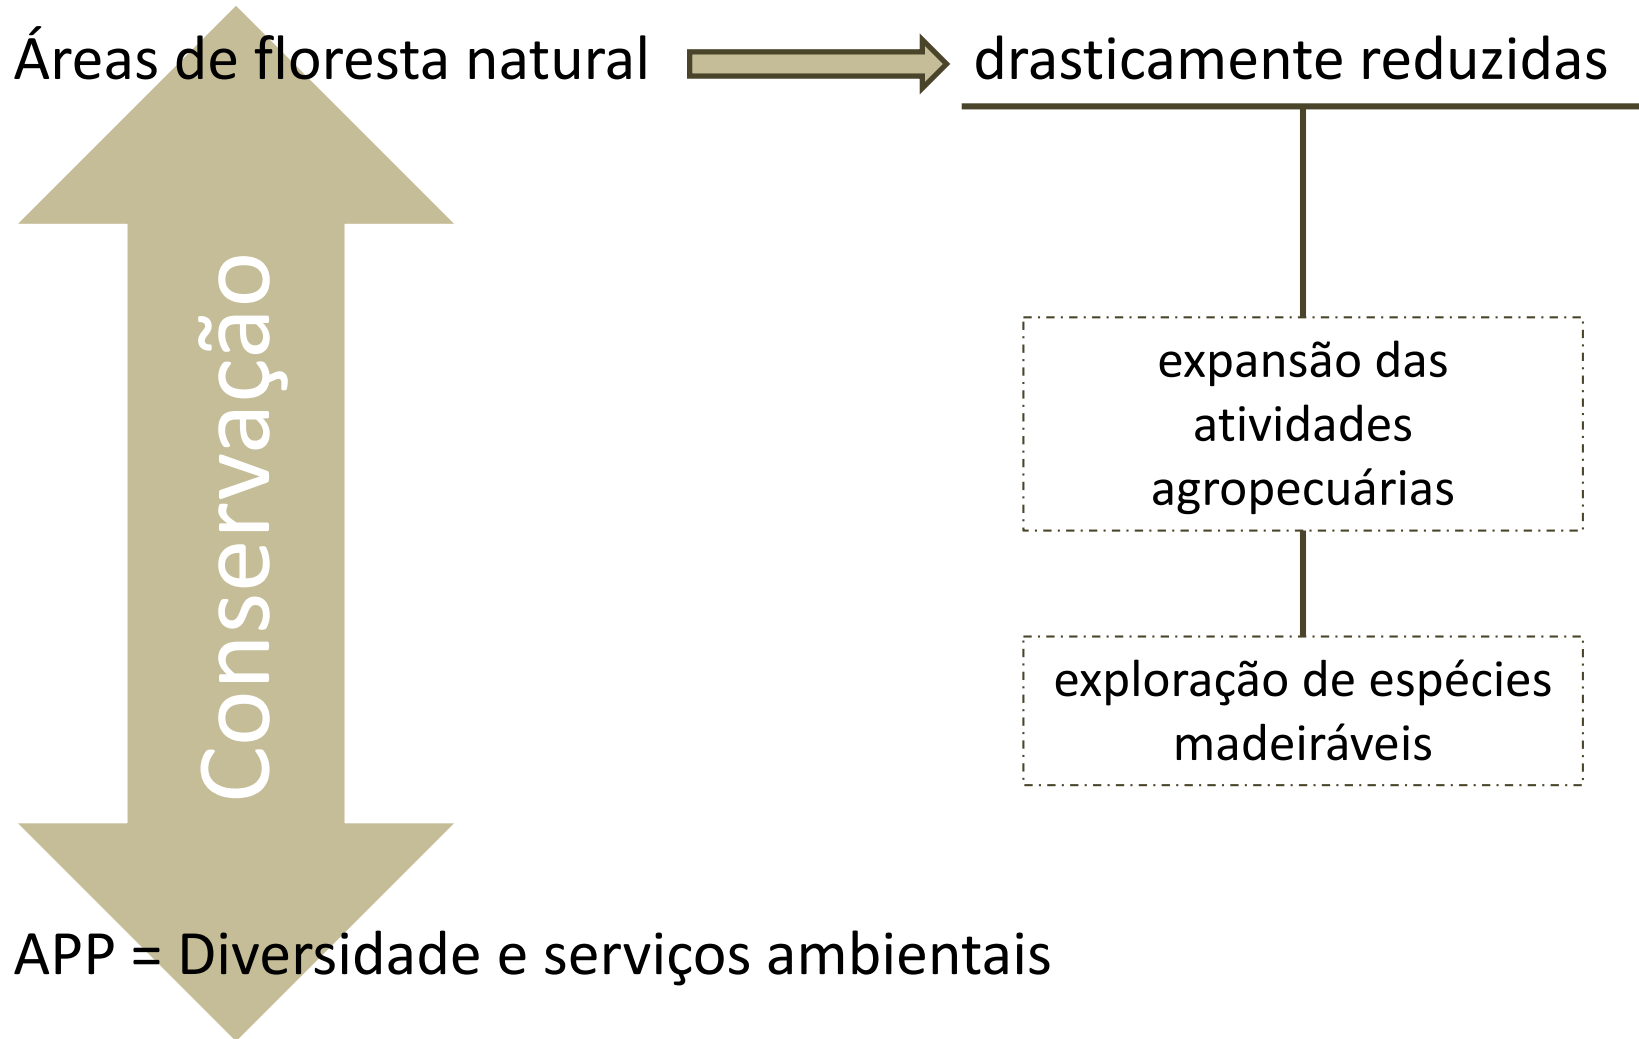 Áreas de floresta natural
drasticamente reduzidas
Conservação
expansão das
atividades
agropecuárias
exploração de espécies
madeiráveis
APP = Diversidade e serviços ambientais